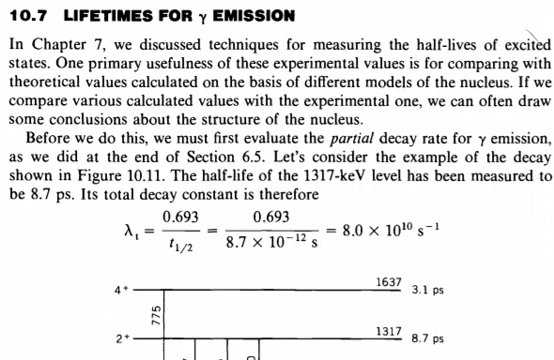 10.7 LIFETIMES FOR γ EMISSION
In Chapter 7, we discussed techniques for measuring the half-lives of excited
states. One primary usefulness of these experimental values is for comparing with
theoretical values calculated on the basis of different models of the nucleus. If we
compare various calculated values with the experimental one, we can often draw
some conclusions about the structure of the nucleus.
Before we do this, we must first evaluate the partial decay rate for γ emission,
as we did at the end of Section 6.5. Let's consider the example of the decay
shown in Figure 10.11. The half-life of the 1317-keV level has been measured to
be 8.7 ps. Its total decay constant is therefore
λ_t = 0.693 / t_{1/2} = 0.693 / 8.7 × 10^{-12} s = 8.0 × 10^{10} s^{-1}
4+ 1637 3.1 ps
775
2+ 1317 8.7 ps